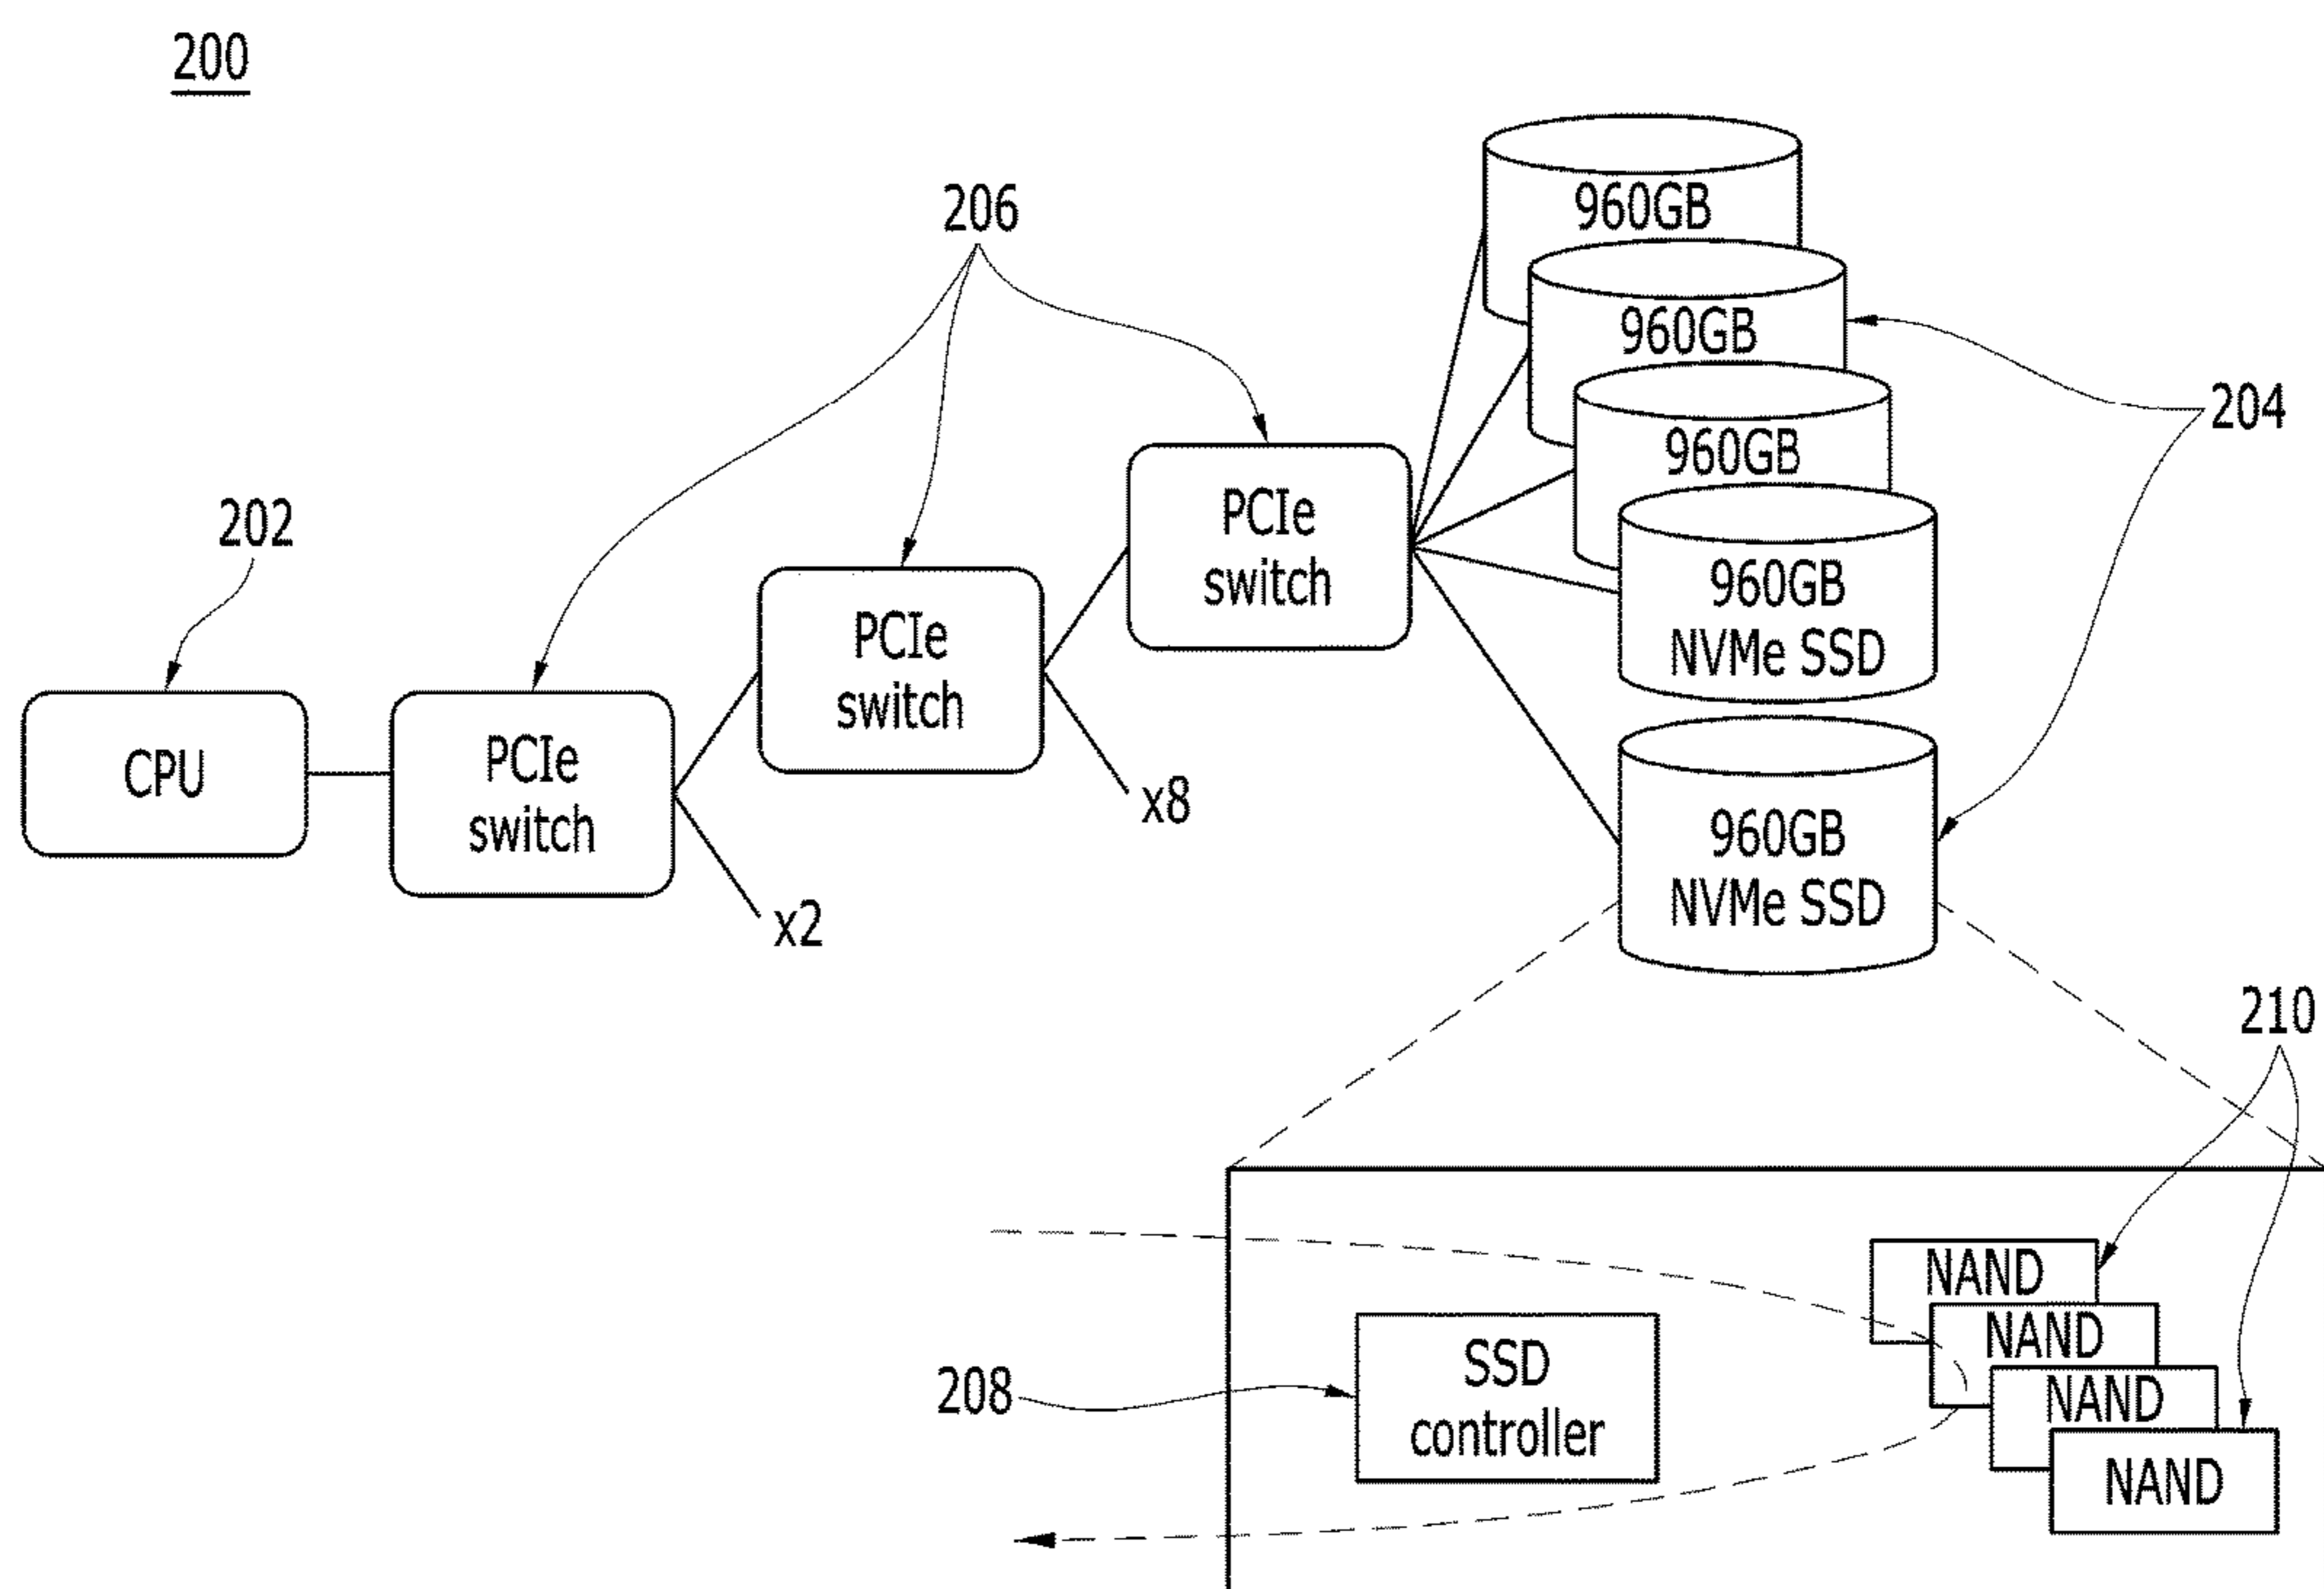 200
206
960GB
960GB
204
960GB
202
PCIe
switch
960GB
NVMe SSD
PCIe
switch
CPU
PCIe
switch
x8
x2
960GB
NVMe SSD
210
NAND
NAND
NAND
NAND
208
SSD
controller